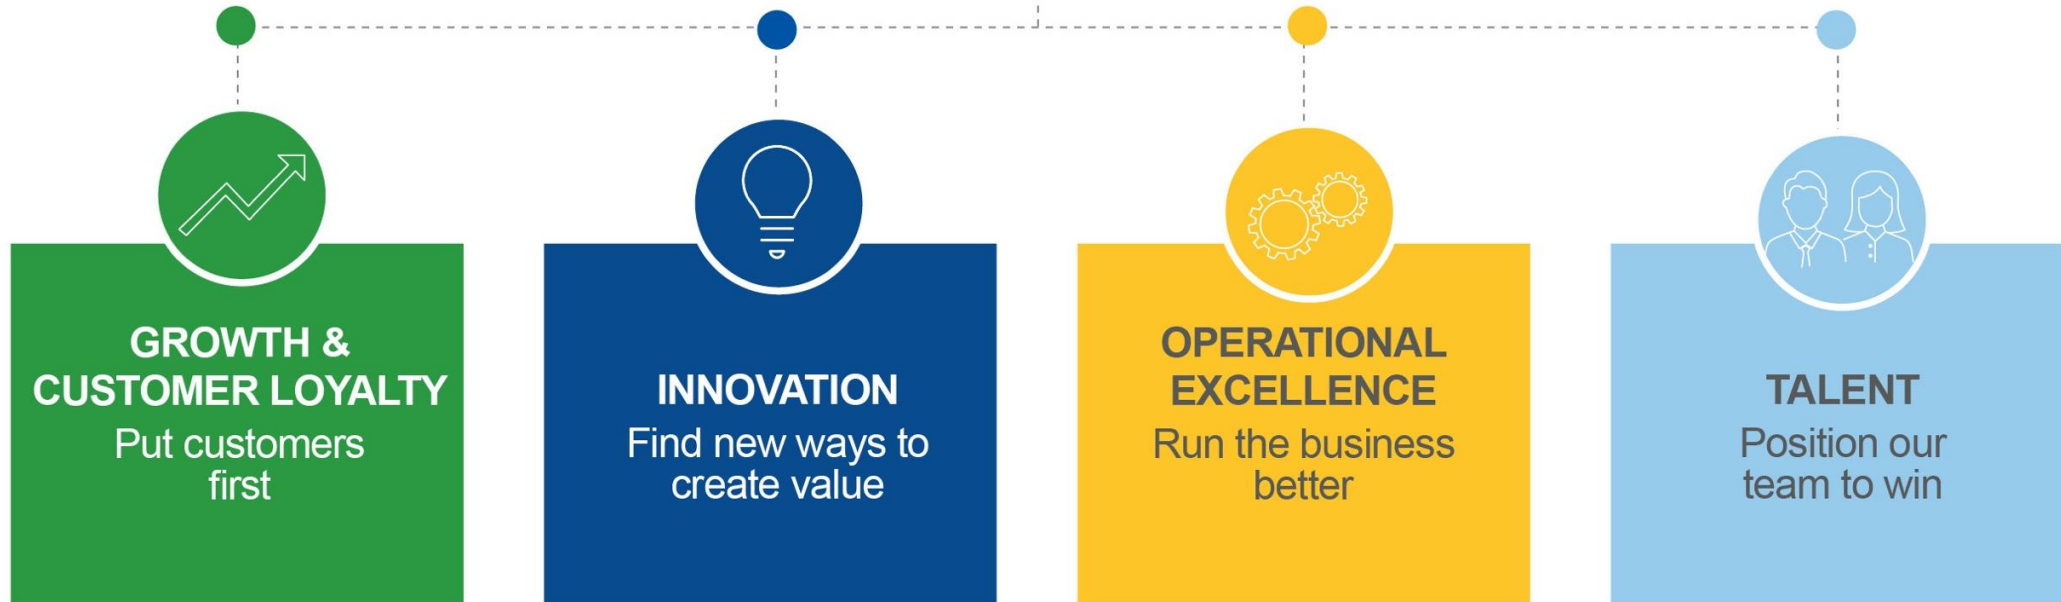 GROWTH &
CUSTOMER LOYALTY
Put customers
first
INNOVATION
Find new ways to
create value
OPERATIONAL
EXCELLENCE
Run the business
better
TALENT
Position our
team to win